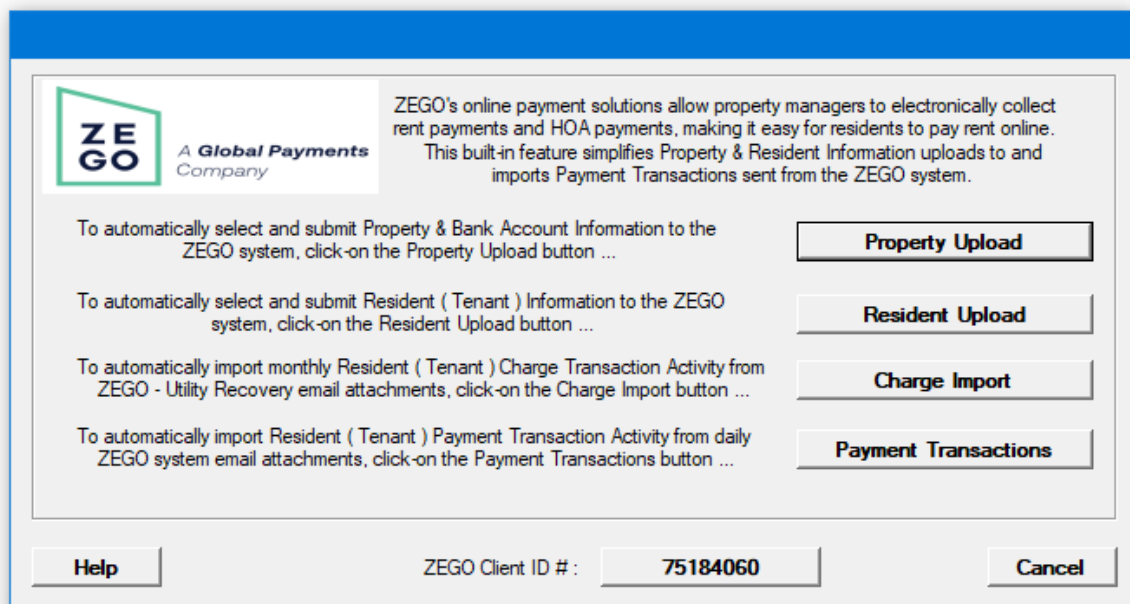 ZE
GO
A Global Payments
Company
ZEGO's online payment solutions allow property managers to electronically collect
rent payments and HOA payments, making it easy for residents to pay rent online.
This built-in feature simplifies Property & Resident Information uploads to and
imports Payment Transactions sent from the ZEGO system.
To automatically select and submit Property & Bank Account Information to the
ZEGO system, click-on the Property Upload button ...
Property Upload
To automatically select and submit Resident ( Tenant ) Information to the ZEGO
system, click-on the Resident Upload button ...
Resident Upload
To automatically import monthly Resident ( Tenant ) Charge Transaction Activity from
ZEGO - Utility Recovery email attachments, click-on the Charge Import button ...
Charge Import
To automatically import Resident ( Tenant ) Payment Transaction Activity from daily
ZEGO system email attachments, click-on the Payment Transactions button ...
Payment Transactions
Help
ZEGO Client ID # :
75184060
Cancel